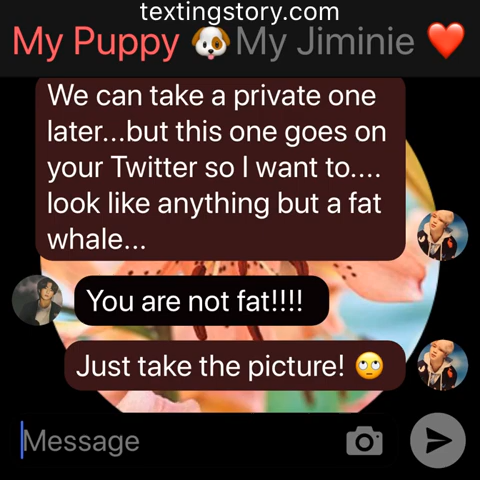 textingstory.com
My Puppy 🐶My Jiminie ❤️
We can take a private one
later...but this one goes on
your Twitter so I want to....
look like anything but a fat
whale...
You are not fat!!!!
Just take the picture! 🙄
Message